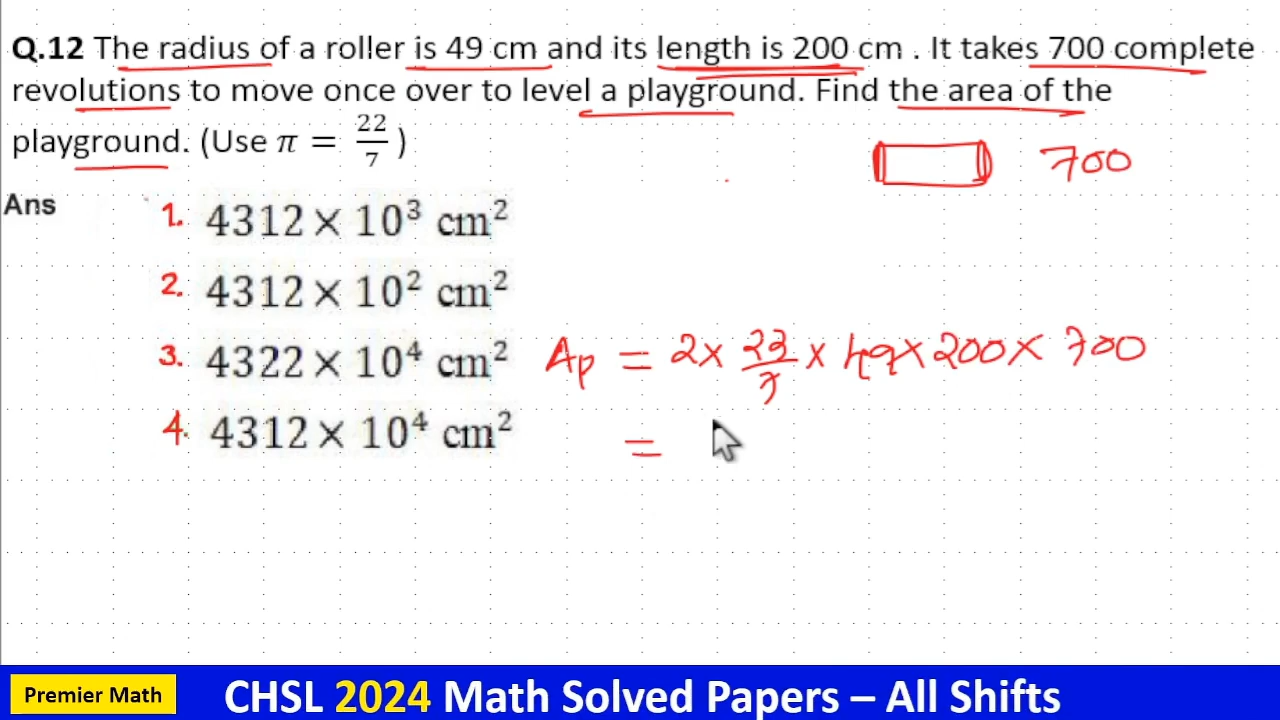 Q.12 The radius of a roller is 49 cm and its length is 200 cm . It takes 700 complete
revolutions to move once over to level a playground. Find the area of the
playground. (Use π = 22/7 )
700
Ans
1. 4312 × 10³ cm²
2. 4312 × 10² cm²
3. 4322 × 10⁴ cm²
Ap = 2 × 22/7 × 49 × 200 × 700
4. 4312 × 10⁴ cm²
=
Premier Math
CHSL 2024 Math Solved Papers – All Shifts